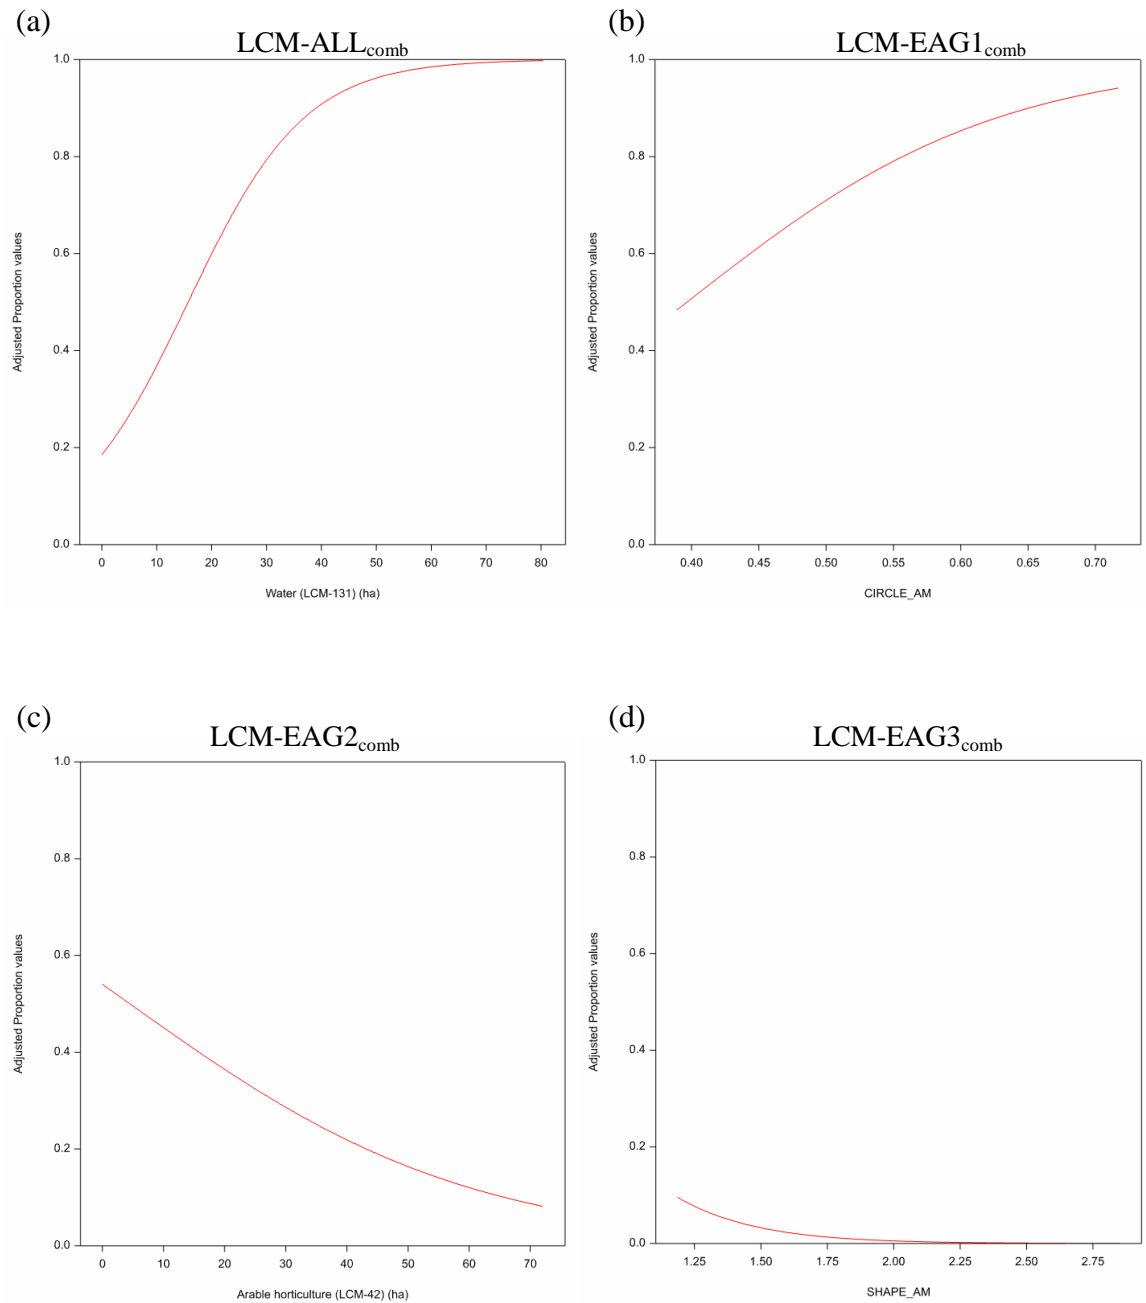 (a)
LCM-ALLcomb
1.0
0.8
0.6
0.4
0.2
0.0
Adjusted Proportion values
0 10 20 30 40 50 60 70 80
Water (LCM-131) (ha)
(b)
LCM-EAG1comb
1.0
0.8
0.6
0.4
0.2
0.0
Adjusted Proportion values
0.40 0.45 0.50 0.55 0.60 0.65 0.70
CIRCLE_AM
(c)
LCM-EAG2comb
1.0
0.8
0.6
0.4
0.2
0.0
Adjusted Proportion values
0 10 20 30 40 50 60 70
Arable horticulture (LCM-42) (ha)
(d)
LCM-EAG3comb
1.0
0.8
0.6
0.4
0.2
0.0
Adjusted Proportion values
1.25 1.50 1.75 2.00 2.25 2.50 2.75
SHAPE_AM